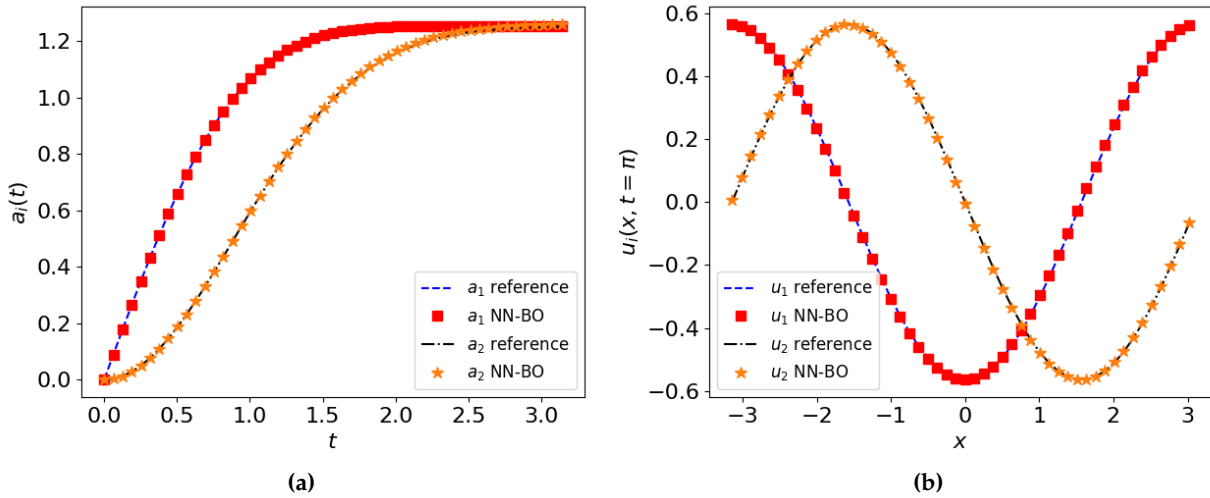 1.2
1.0
0.8
0.6
0.4
0.2
0.0
a_i(t)
0.0 0.5 1.0 1.5 2.0 2.5 3.0
t
a_1 reference
a_1 NN-BO
a_2 reference
a_2 NN-BO
(a)
0.6
0.4
0.2
0.0
−0.2
−0.4
−0.6
u_i(x, t = π)
−3 −2 −1 0 1 2 3
x
u_1 reference
u_1 NN-BO
u_2 reference
u_2 NN-BO
(b)